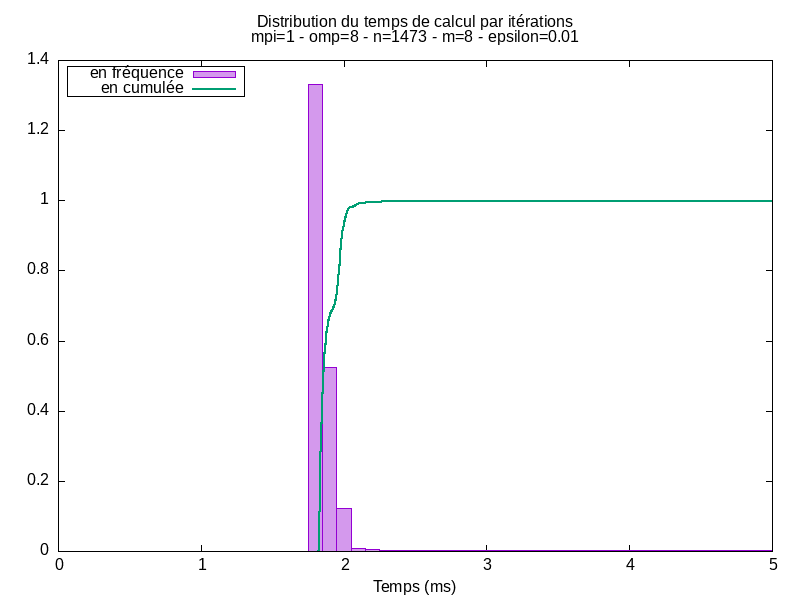 Distribution du temps de calcul par itérations
mpi=1 - omp=8 - n=1473 - m=8 - epsilon=0.01
en fréquence
en cumulée
1.4
1.2
1
0.8
0.6
0.4
0.2
0
0 1 2 3 4 5
Temps (ms)